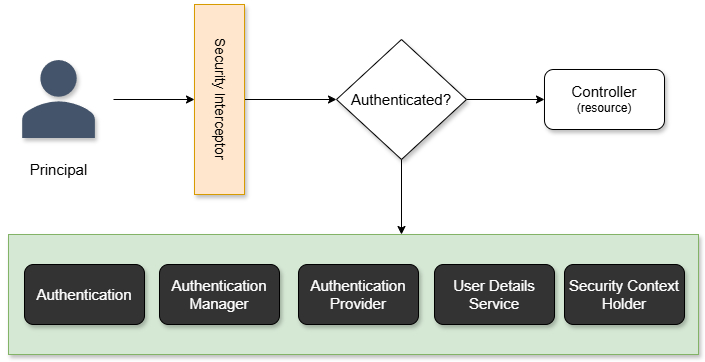 Principal
Security Interceptor
Authenticated?
Controller
(resource)
Authentication
Authentication
Manager
Authentication
Provider
User Details
Service
Security Context
Holder